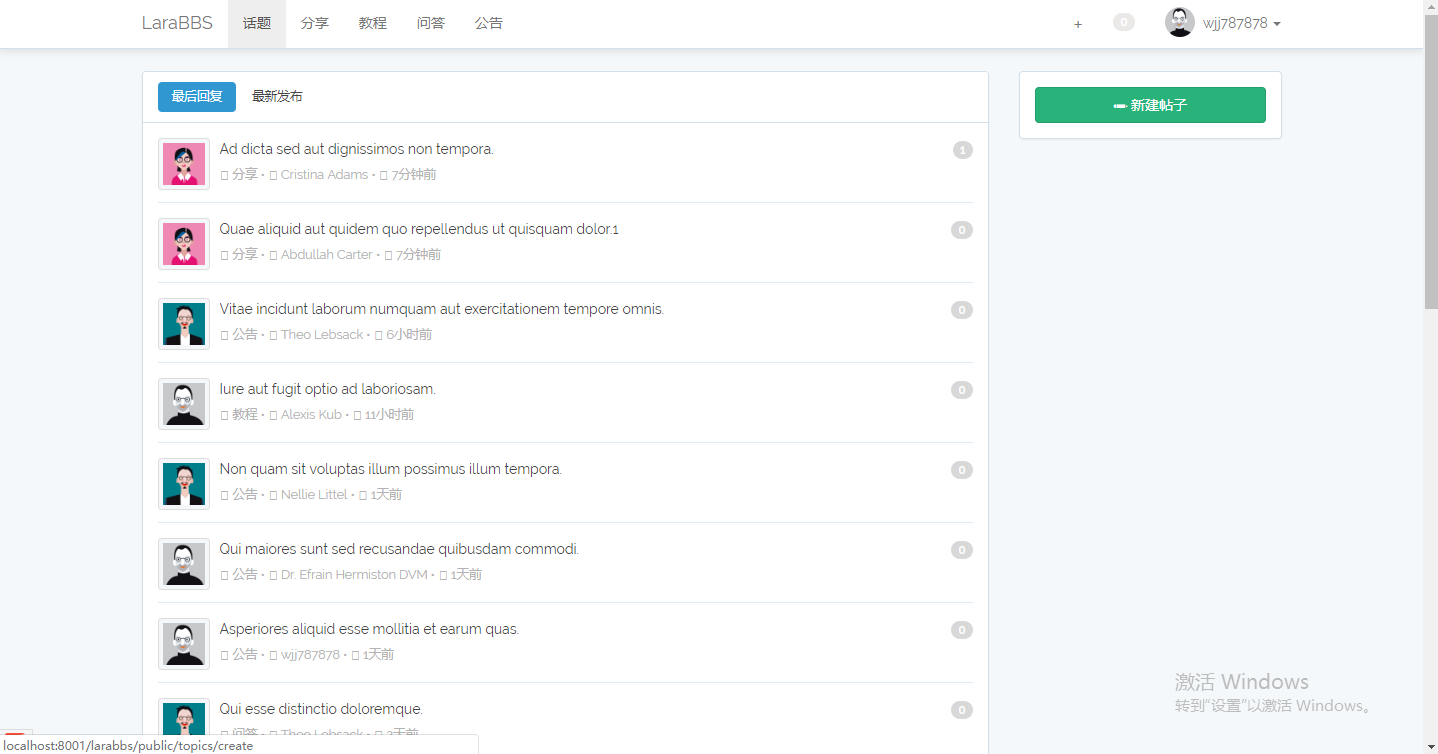 LaraBBS 话题 分享 教程 问答 公告 + 0 wjj787878
最后回复 最新发布
新建帖子
Ad dicta sed aut dignissimos non tempora. 1
分享 • Cristina Adams • 7分钟前
Quae aliquid aut quidem quo repellendus ut quisquam dolor.1 0
分享 • Abdullah Carter • 7分钟前
Vitae incidunt laborum numquam aut exercitationem tempore omnis. 0
公告 • Theo Lebsack • 6小时前
Iure aut fugit optio ad laboriosam. 0
教程 • Alexis Kub • 11小时前
Non quam sit voluptas illum possimus illum tempora. 0
公告 • Nellie Littel • 1天前
Qui maiores sunt sed recusandae quibusdam commodi. 0
公告 • Dr. Efrain Hermiston DVM • 1天前
Asperiores aliquid esse mollitia et earum quas. 0
公告 • wjj787878 • 1天前
Qui esse distinctio doloremque. 0
问答 • Theo Lebsack • 2天前
激活 Windows
转到"设置"以激活 Windows。
localhost:8001/larabbs/public/topics/create